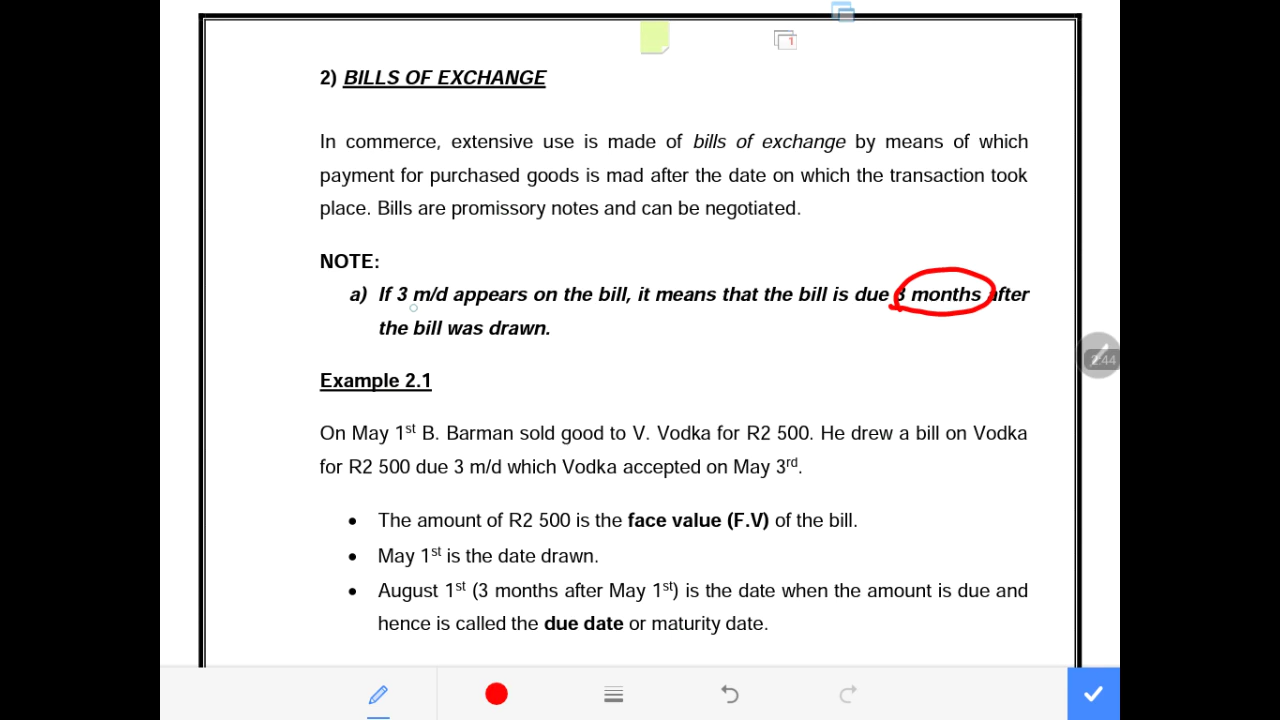 1
2) BILLS OF EXCHANGE
In commerce, extensive use is made of bills of exchange by means of which
payment for purchased goods is mad after the date on which the transaction took
place. Bills are promissory notes and can be negotiated.
NOTE:
a) If 3 m/d appears on the bill, it means that the bill is due 3 months after
the bill was drawn.
2:44
Example 2.1
On May 1st B. Barman sold good to V. Vodka for R2 500. He drew a bill on Vodka
for R2 500 due 3 m/d which Vodka accepted on May 3rd.
• The amount of R2 500 is the face value (F.V) of the bill.
• May 1st is the date drawn.
• August 1st (3 months after May 1st) is the date when the amount is due and
hence is called the due date or maturity date.